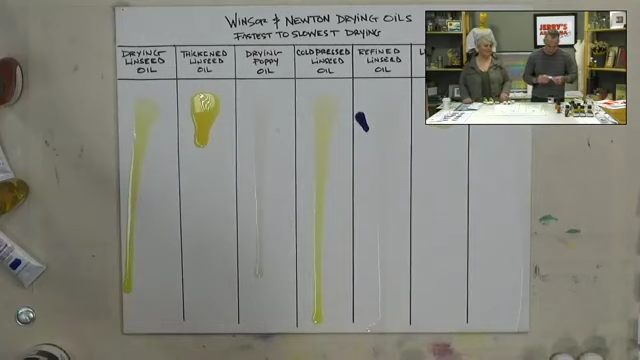 WINSOR & NEWTON DRYING OILS
FASTEST TO SLOWEST DRYING
DRYING
LINSEED
OIL
THICKENED
LINSEED
OIL
DRYING
POPPY
OIL
COLD PRESSED
LINSEED
OIL
REFINED
LINSEED
OIL
JERRY'S